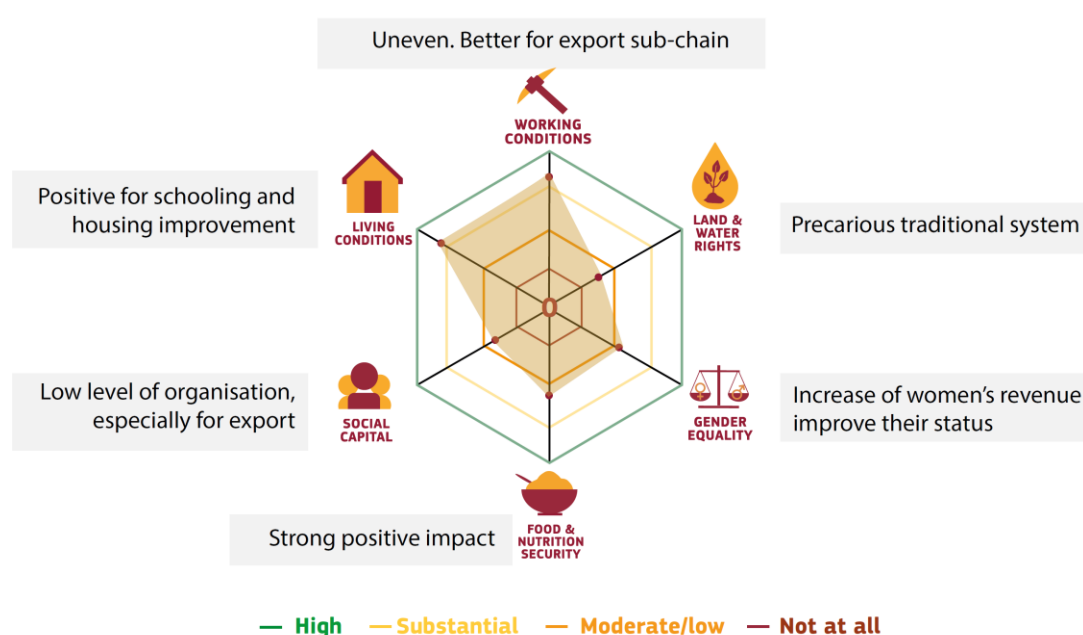 Uneven. Better for export sub-chain
WORKING
CONDITIONS
Positive for schooling and
housing improvement
LIVING
CONDITIONS
LAND &
WATER
RIGHTS
Precarious traditional system
0
Low level of organisation,
especially for export
SOCIAL
CAPITAL
GENDER
EQUALITY
Increase of women's revenue
improve their status
Strong positive impact
FOOD &
NUTRITION
SECURITY
High
Substantial
Moderate/low
Not at all